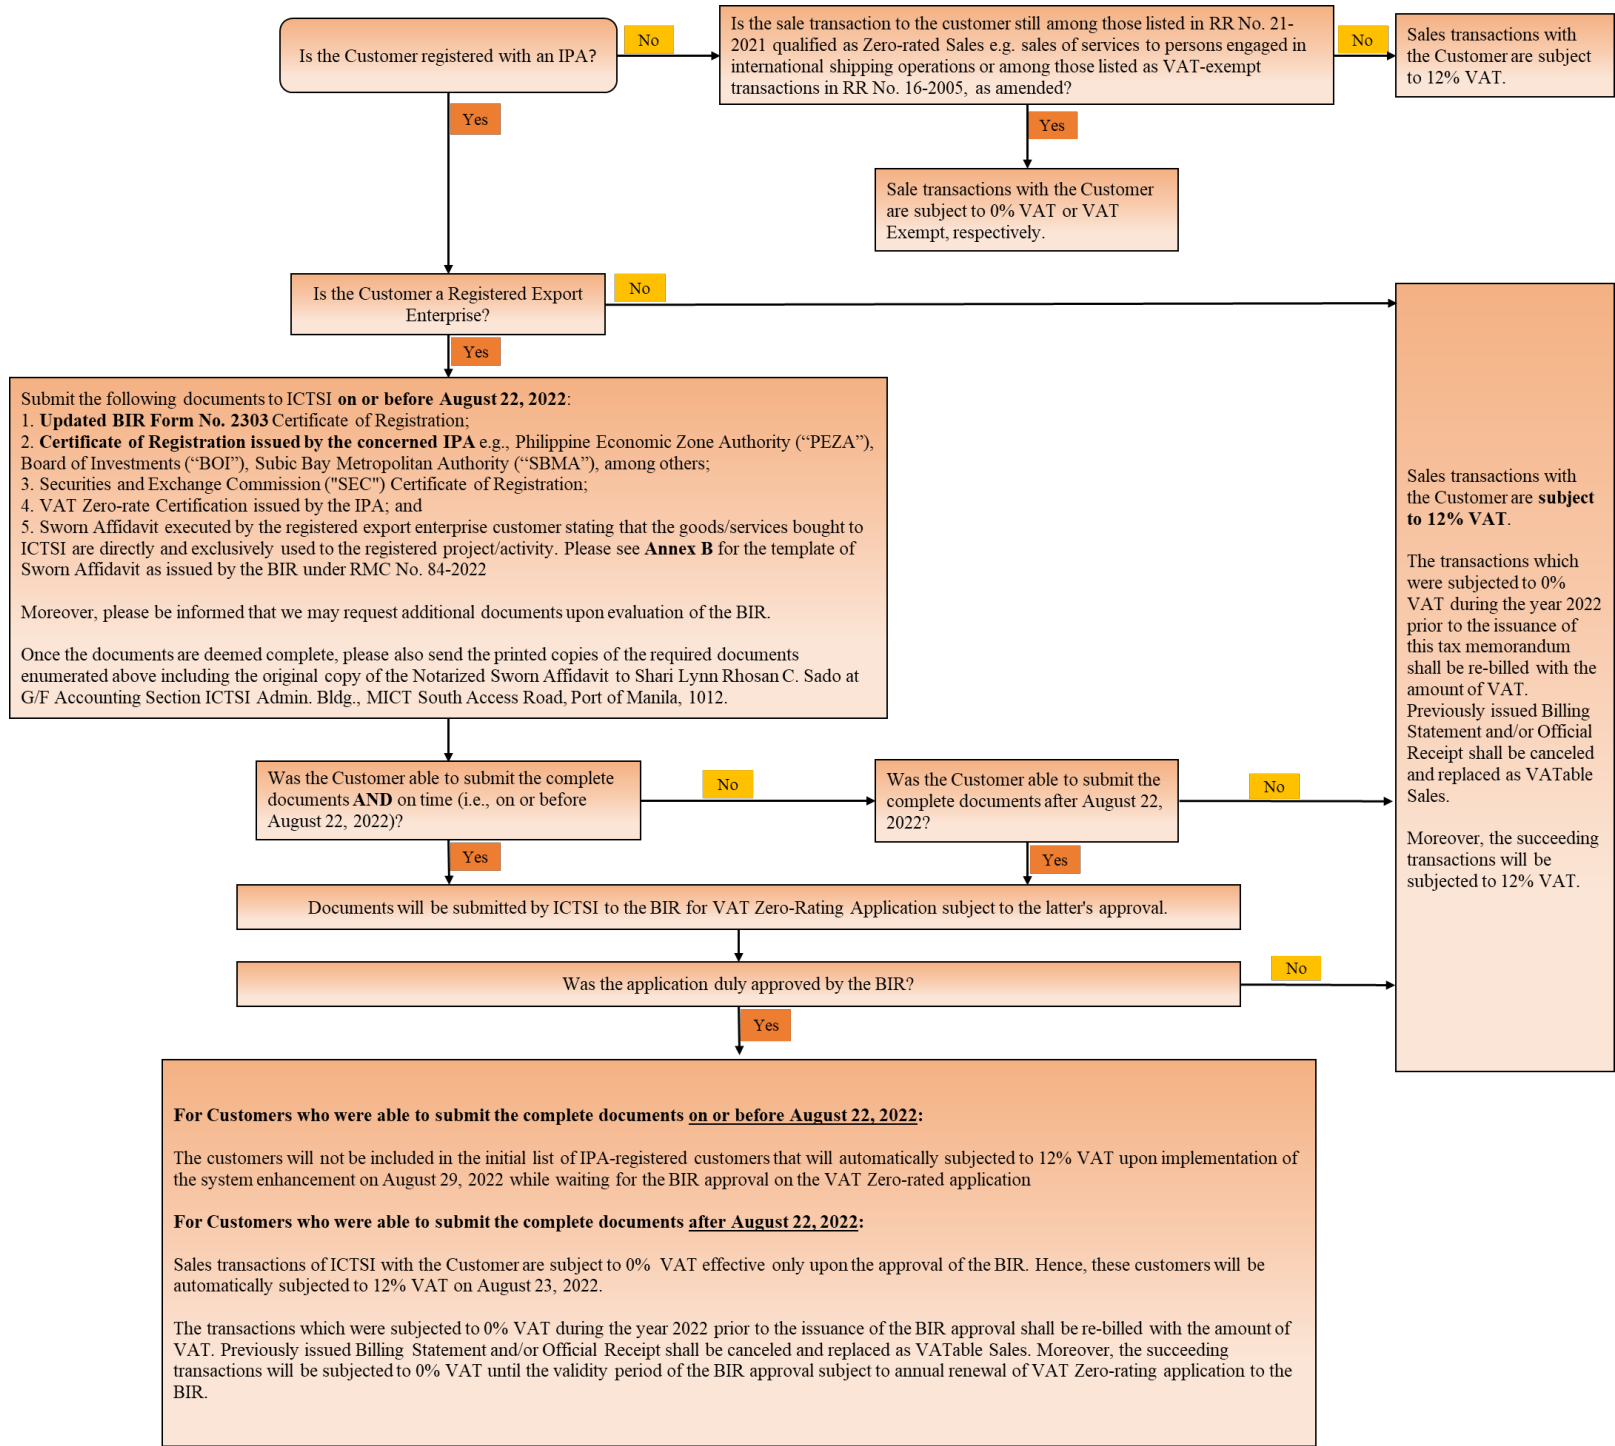 Is the Customer registered with an IPA?
No
Is the sale transaction to the customer still among those listed in RR No. 21-
2021 qualified as Zero-rated Sales e.g. sales of services to persons engaged in
international shipping operations or among those listed as VAT-exempt
transactions in RR No. 16-2005, as amended?
No
Sales transactions with
the Customer are subject
to 12% VAT.
Yes
Yes
Sale transactions with the Customer
are subject to 0% VAT or VAT
Exempt, respectively.
Is the Customer a Registered Export
Enterprise?
No
Yes
Submit the following documents to ICTSI on or before August 22, 2022:
1. Updated BIR Form No. 2303 Certificate of Registration;
2. Certificate of Registration issued by the concerned IPA e.g., Philippine Economic Zone Authority (“PEZA”),
Board of Investments (“BOI”), Subic Bay Metropolitan Authority (“SBMA”), among others;
3. Securities and Exchange Commission ("SEC") Certificate of Registration;
4. VAT Zero-rate Certification issued by the IPA; and
5. Sworn Affidavit executed by the registered export enterprise customer stating that the goods/services bought to
ICTSI are directly and exclusively used to the registered project/activity. Please see Annex B for the template of
Sworn Affidavit as issued by the BIR under RMC No. 84-2022
Moreover, please be informed that we may request additional documents upon evaluation of the BIR.
Once the documents are deemed complete, please also send the printed copies of the required documents
enumerated above including the original copy of the Notarized Sworn Affidavit to Shari Lynn Rhosan C. Sado at
G/F Accounting Section ICTSI Admin. Bldg., MICT South Access Road, Port of Manila, 1012.
Sales transactions with
the Customer are subject
to 12% VAT.
The transactions which
were subjected to 0%
VAT during the year 2022
prior to the issuance of
this tax memorandum
shall be re-billed with the
amount of VAT.
Previously issued Billing
Statement and/or Official
Receipt shall be canceled
and replaced as VATable
Sales.
Moreover, the succeeding
transactions will be
subjected to 12% VAT.
Was the Customer able to submit the complete
documents AND on time (i.e., on or before
August 22, 2022)?
No
Was the Customer able to submit the
complete documents after August 22,
2022?
No
Yes
Yes
Documents will be submitted by ICTSI to the BIR for VAT Zero-Rating Application subject to the latter's approval.
Was the application duly approved by the BIR?
No
Yes
For Customers who were able to submit the complete documents on or before August 22, 2022:
The customers will not be included in the initial list of IPA-registered customers that will automatically subjected to 12% VAT upon implementation of
the system enhancement on August 29, 2022 while waiting for the BIR approval on the VAT Zero-rated application
For Customers who were able to submit the complete documents after August 22, 2022:
Sales transactions of ICTSI with the Customer are subject to 0% VAT effective only upon the approval of the BIR. Hence, these customers will be
automatically subjected to 12% VAT on August 23, 2022.
The transactions which were subjected to 0% VAT during the year 2022 prior to the issuance of the BIR approval shall be re-billed with the amount of
VAT. Previously issued Billing Statement and/or Official Receipt shall be canceled and replaced as VATable Sales. Moreover, the succeeding
transactions will be subjected to 0% VAT until the validity period of the BIR approval subject to annual renewal of VAT Zero-rating application to the
BIR.